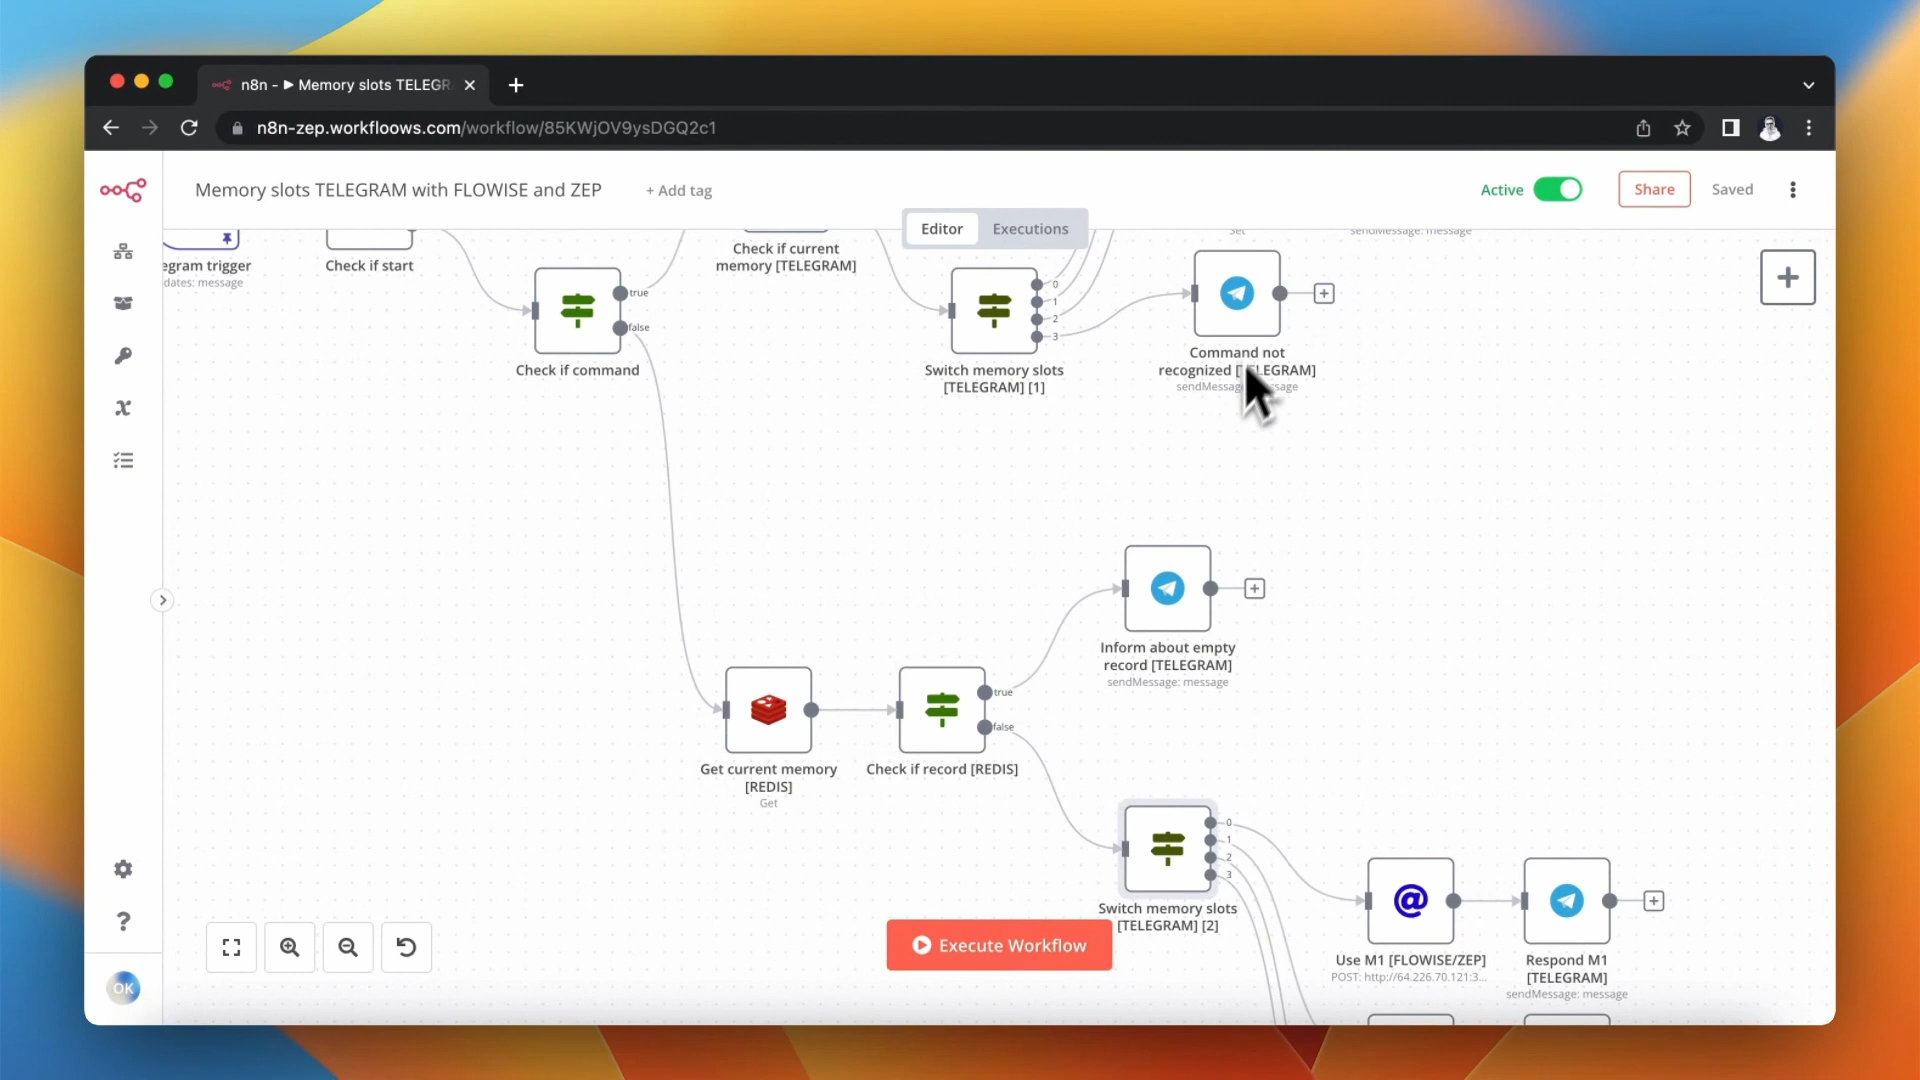 n8n - ▶ Memory slots TELEGR
n8n-zep.workfloows.com/workflow/85KWjOV9ysDGQ2c1
Memory slots TELEGRAM with FLOWISE and ZEP
+ Add tag
Active
Share
Saved
Editor
Executions
egram trigger
dates: message
Check if start
Check if current
memory [TELEGRAM]
Set
sendMessage: message
true
false
Check if command
0
1
2
3
Switch memory slots
[TELEGRAM] [1]
Command not
recognized [TELEGRAM]
sendMessage: message
Inform about empty
record [TELEGRAM]
sendMessage: message
Get current memory
[REDIS]
Get
true
false
Check if record [REDIS]
0
1
2
3
Switch memory slots
[TELEGRAM] [2]
Execute Workflow
Use M1 [FLOWISE/ZEP]
POST: http://64.226.70.121:3...
Respond M1
[TELEGRAM]
sendMessage: message
OK